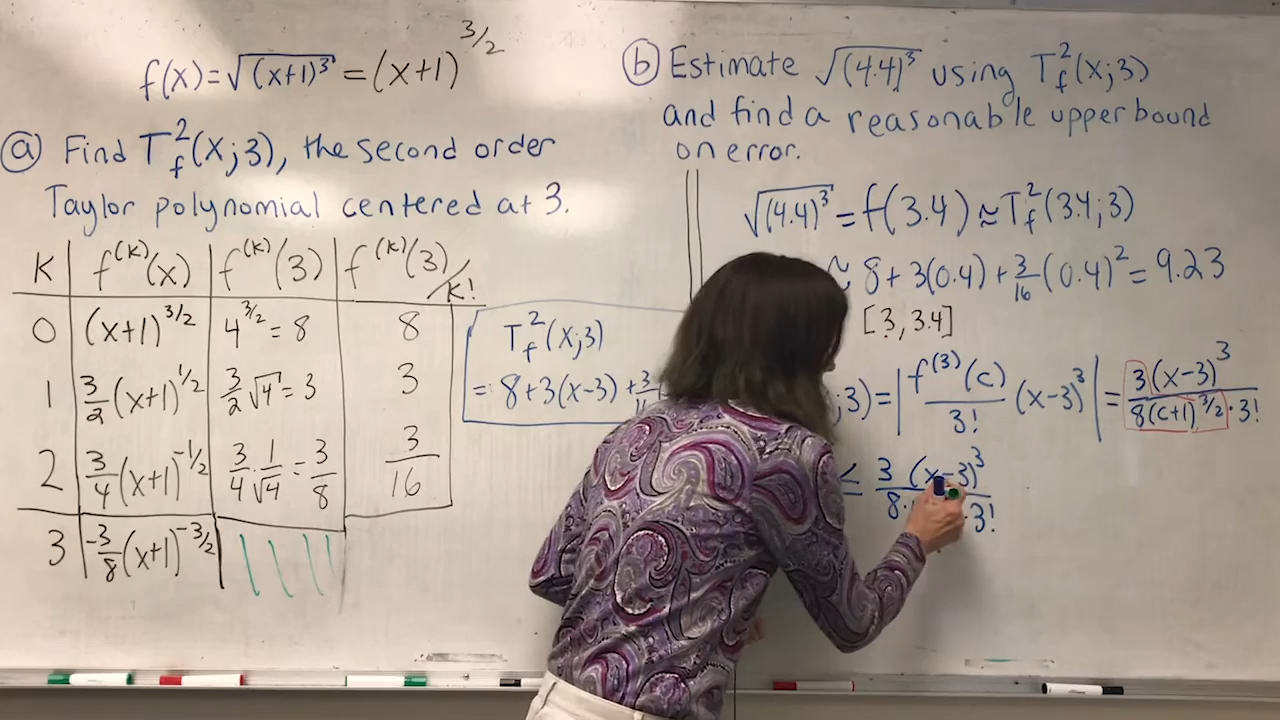 f(x)=√(x+1)³ = (x+1)^3/2
ⓐ Find T²_f(x;3), the second order
Taylor polynomial centered at 3.
K | f^(K)(x) | f^(K)(3) | f^(K)(3)/K!
0 | (x+1)^3/2 | 4^3/2 = 8 | 8
1 | 3/2 (x+1)^1/2 | 3/2 √4 = 3 | 3
2 | 3/4 (x+1)^-1/2 | 3/4 · 1/√4 = 3/8 | 3/16
3 | -3/8 (x+1)^-3/2
T²_f(x;3)
= 8+3(x-3)+3/
ⓑ Estimate √(4.4)³ using T²_f(x;3)
and find a reasonable upper bound
on error.
√(4.4)³ = f(3.4) ≈ T²_f(3.4;3)
≈ 8+3(0.4)+3/16(0.4)² = 9.23
[3,3.4]
;3)= |f^(3)(c)/3! (x-3)³| = 3(x-3)³/8(c+1)^3/2·3!
≤ 3 (x-3)³/8· ·3!